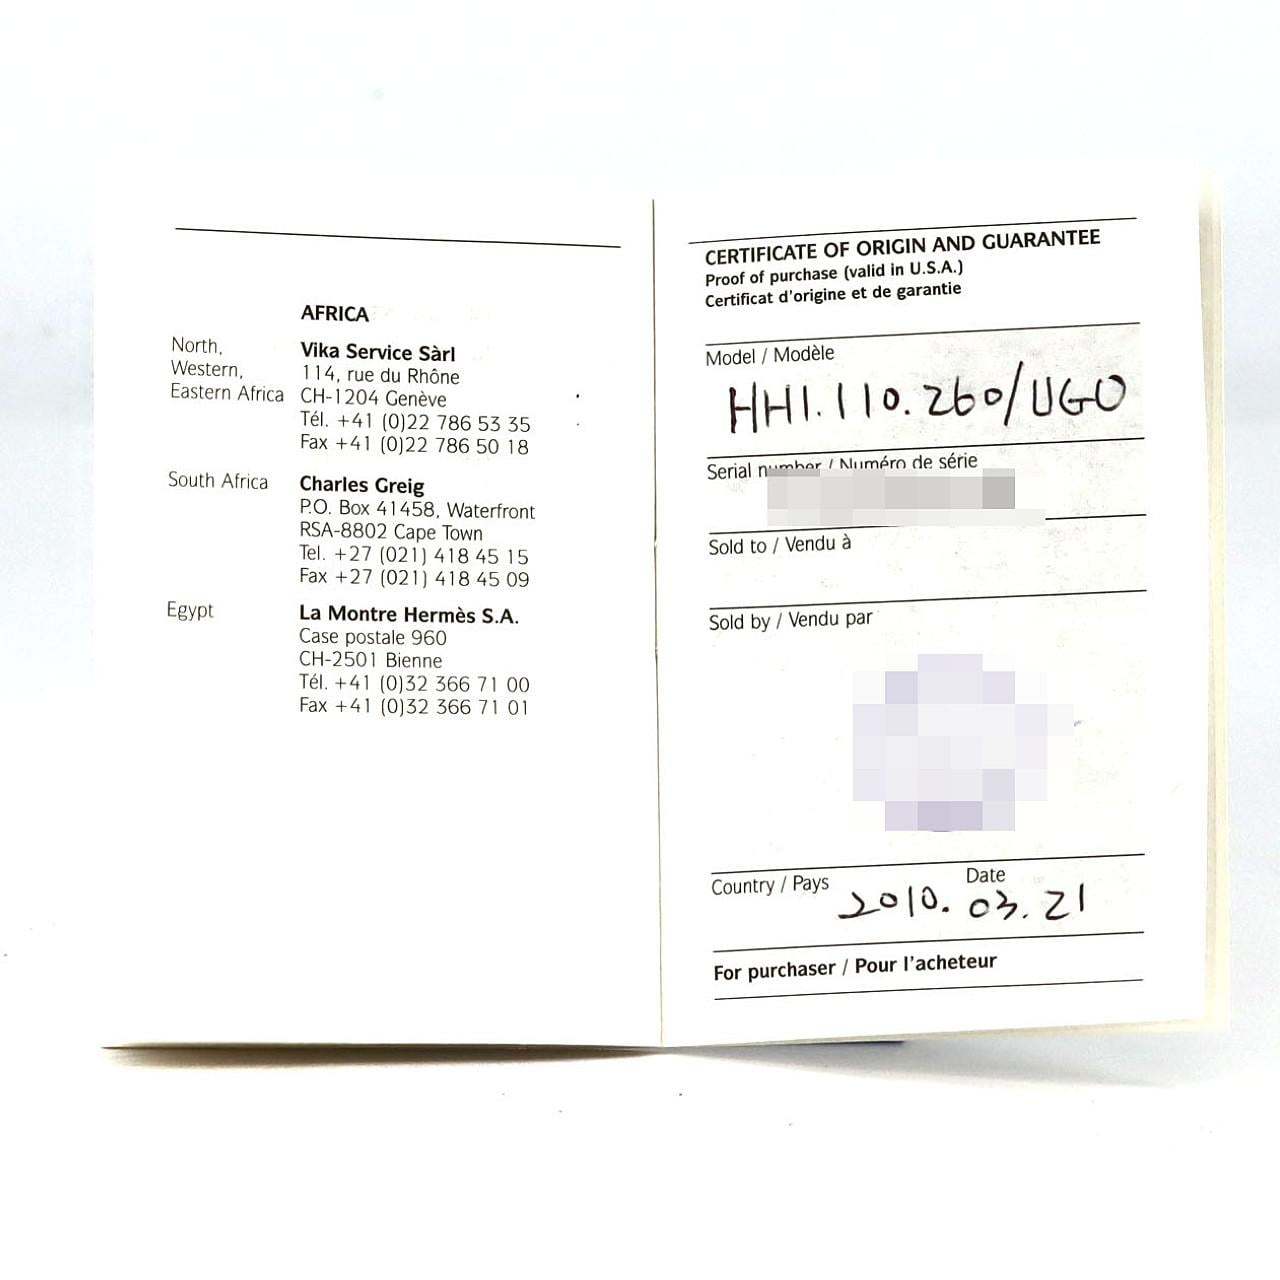 AFRICA
North,
Western,
Eastern Africa
Vika Service Sàrl
114, rue du Rhône
CH-1204 Genève
Tél. +41 (0)22 786 53 35
Fax +41 (0)22 786 50 18
South Africa
Charles Greig
P.O. Box 41458, Waterfront
RSA-8802 Cape Town
Tel. +27 (021) 418 45 15
Fax +27 (021) 418 45 09
Egypt
La Montre Hermès S.A.
Case postale 960
CH-2501 Bienne
Tél. +41 (0)32 366 71 00
Fax +41 (0)32 366 71 01
CERTIFICATE OF ORIGIN AND GUARANTEE
Proof of purchase (valid in U.S.A.)
Certificat d'origine et de garantie
Model / Modèle
HH1.110.260/UGO
Serial number / Numéro de série
Sold to / Vendu à
Sold by / Vendu par
Country / Pays
Date
2010. 03. 21
For purchaser / Pour l'acheteur